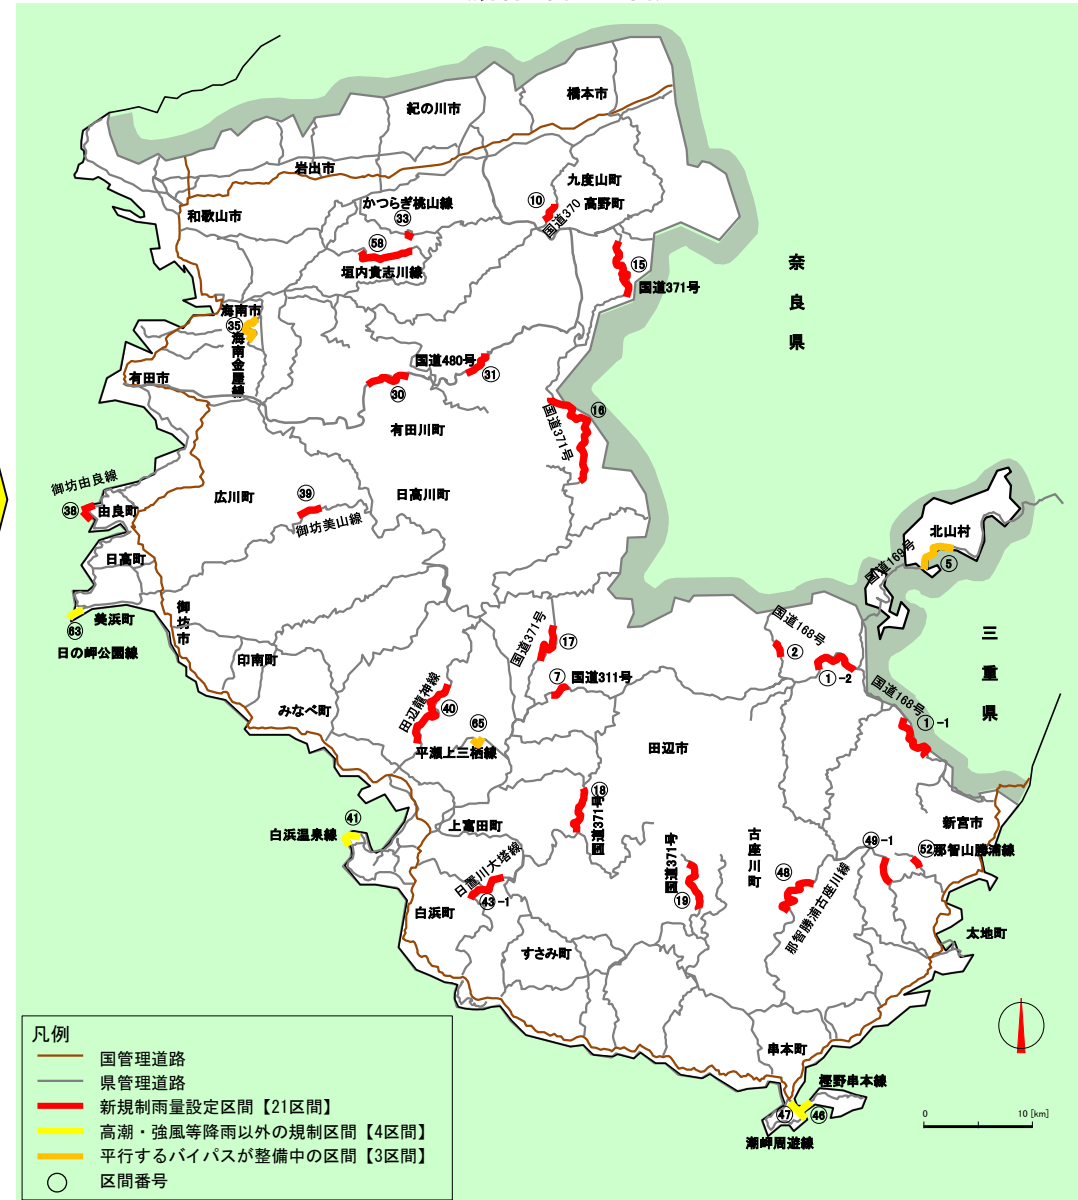 橋本市
紀の川市
岩出市
九度山町
かつらぎ桃山線
⑩
高野町
国道370
和歌山市
㉝
58
垣内貴志川線
⑮
国道371号
奈良県
海南市
㉟
海南金屋線
国道480号
㉛
有田市
㉚
⑯
国道371号
有田川町
御坊由良線
㊳
由良町
広川町
㊴
日高川町
御坊美山線
北山村
国道169号
⑤
日高町
美浜町
63
日の岬公園線
御坊市
印南町
みなべ町
国道371号
⑰
⑦
国道311号
国道168号
②
①-2
三重県
国道168号
①-1
田辺龍神線
㊵
65
平瀬上三栖線
田辺市
⑱
国道371号
㊶
白浜温泉線
上富田町
日置川大塔線
㊸-1
白浜町
国道371号
⑲
古座川町
㊽
那智勝浦古座川線
㊾-1
新宮市
52
那智山勝浦線
太地町
すさみ町
串本町
樫野串本線
㊼
㊻
潮岬周遊線
0 10 [km]
凡例
国管理道路
県管理道路
新規制雨量設定区間【21区間】
高潮・強風等降雨以外の規制区間【4区間】
平行するバイパスが整備中の区間【3区間】
区間番号